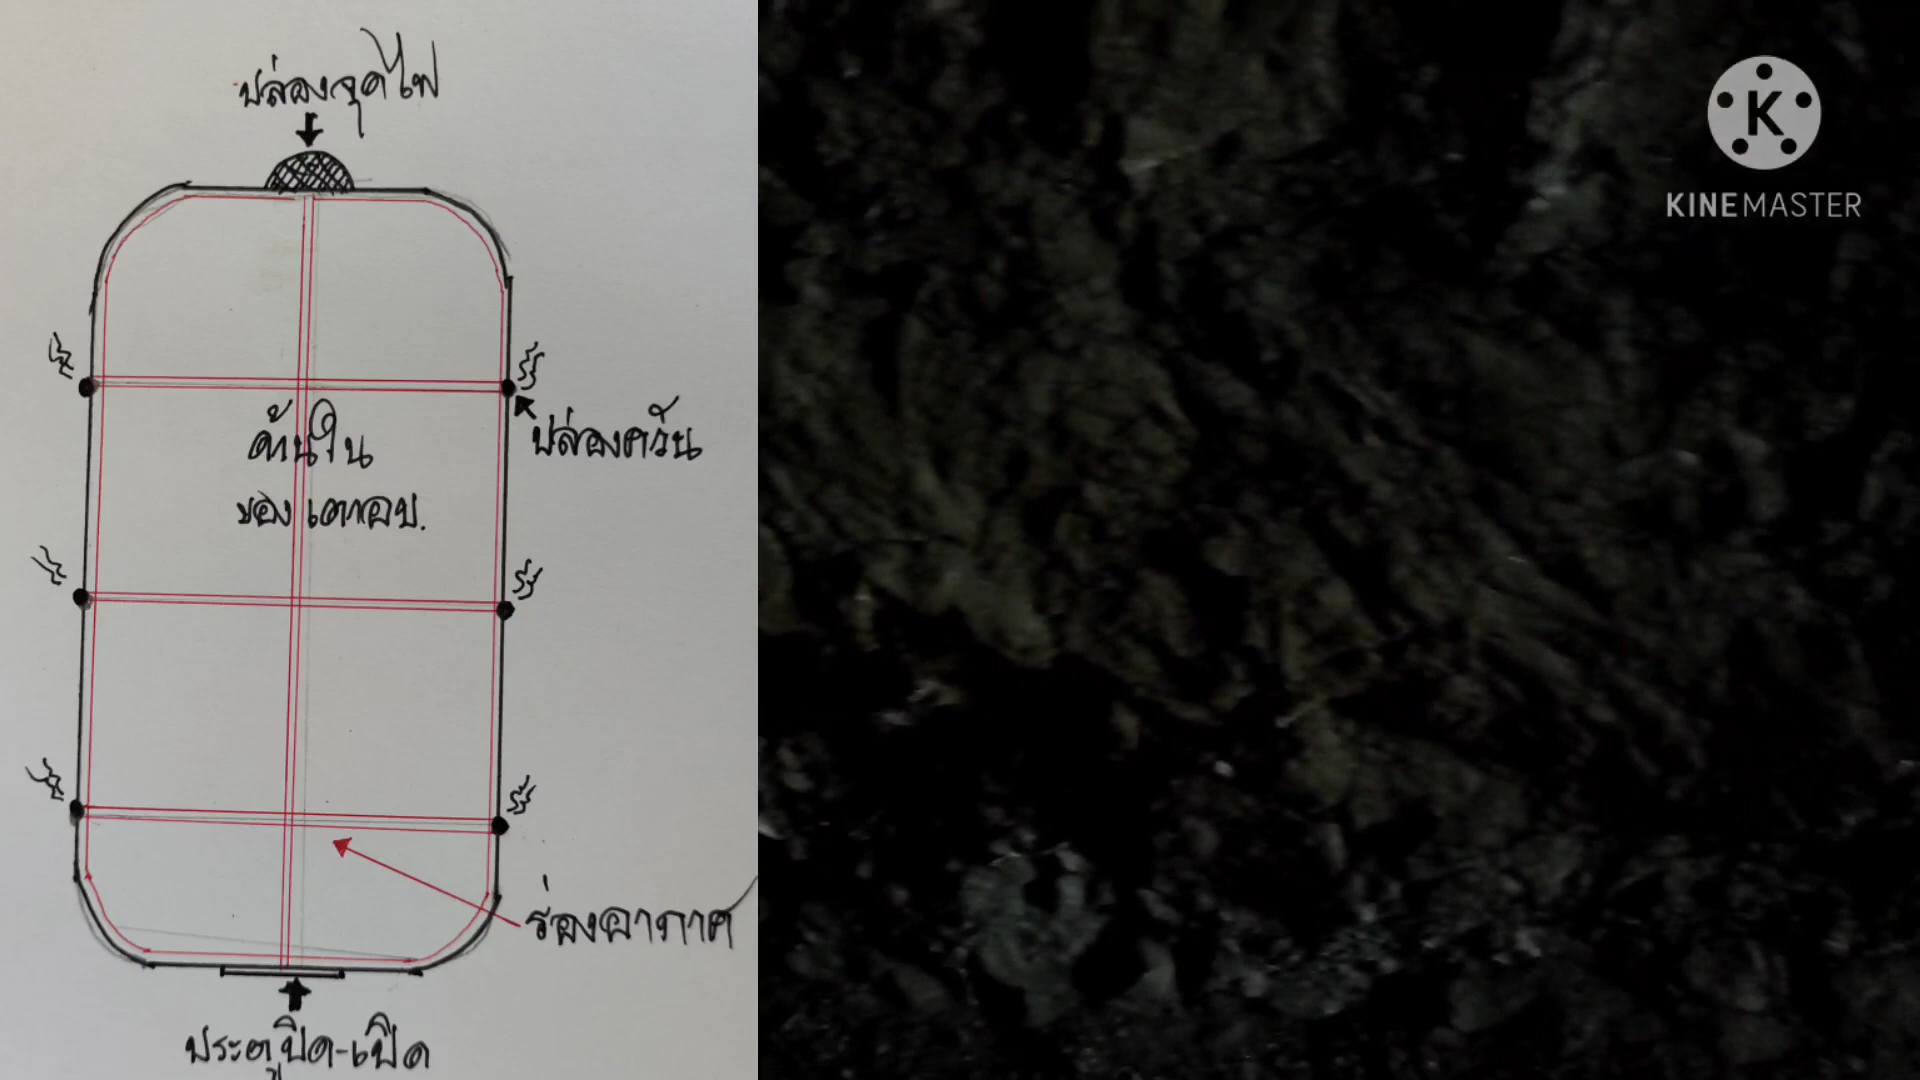 ปล่องจุดไฟ
ด้านใน
ของเตาอบ.
ปล่องควัน
ร่องอากาศ
ประตูปิด-เปิด
K
KINEMASTER